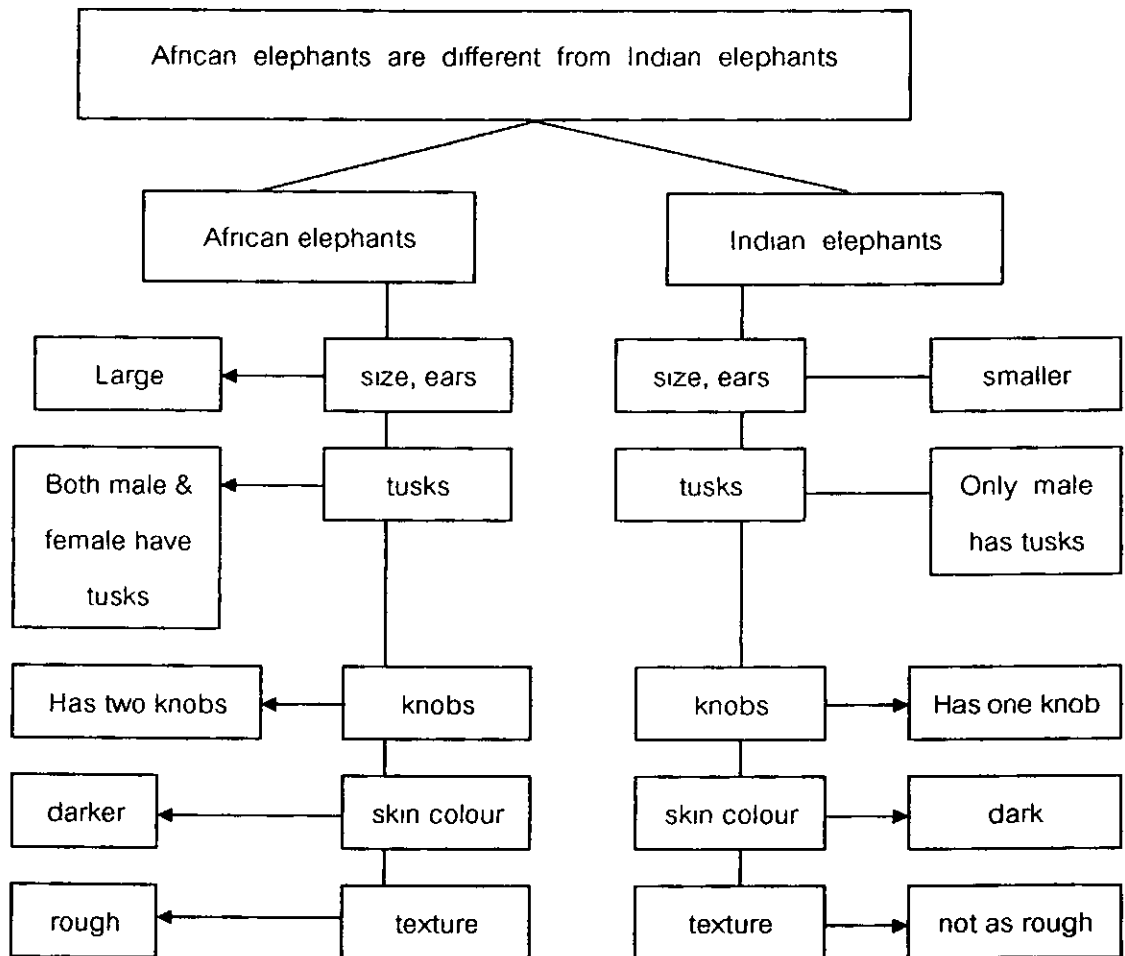 African elephants are different from Indian elephants
African elephants
Indian elephants
Large
size, ears
size, ears
smaller
Both male &
female have
tusks
tusks
tusks
Only male
has tusks
Has two knobs
knobs
knobs
Has one knob
darker
skin colour
skin colour
dark
rough
texture
texture
not as rough